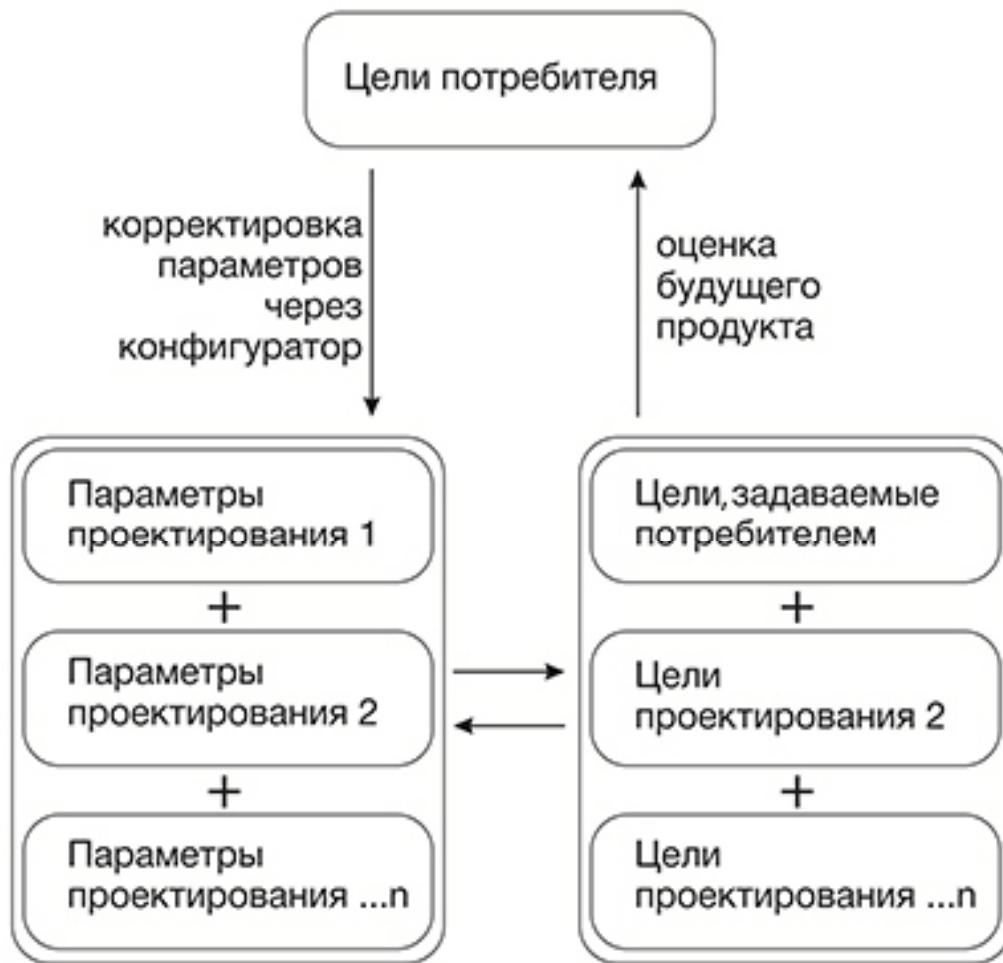 Цели потребителя
корректировка
параметров
через
конфигуратор
оценка
будущего
продукта
Параметры
проектирования 1
+
Параметры
проектирования 2
+
Параметры
проектирования ...n
Цели, задаваемые
потребителем
+
Цели
проектирования 2
+
Цели
проектирования ...n